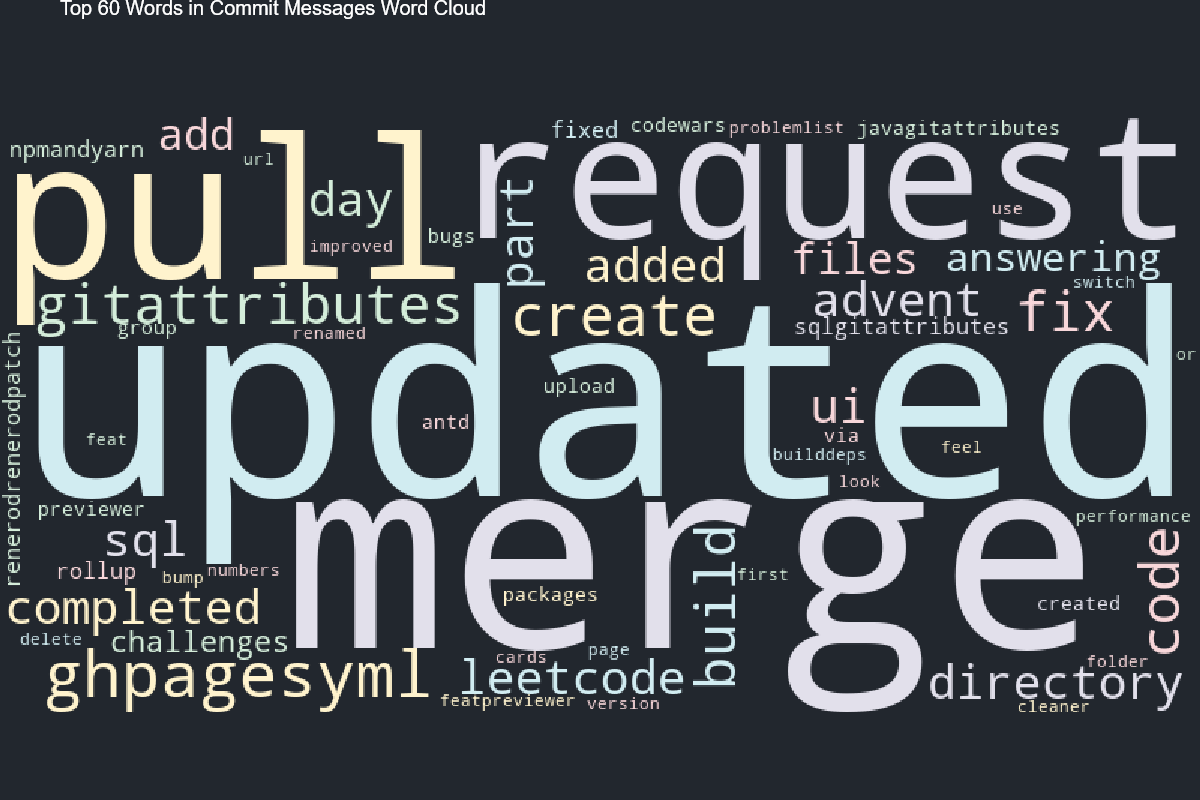 Top 60 Words in Commit Messages Word Cloud
npmandyarn
add
url
fixed
codewars
problemlist
javagitattributes
pull
request
day
part
use
improved
bugs
added
files
answering
switch
gitattributes
group
renamed
create
advent
sqlgitattributes
fix
or
renerodrenerodpatch
updated
feat
antd
upload
ui
via
builddeps
feel
look
previewer
merge
performance
sql
rollup
bump
numbers
packages
build
first
created
code
completed
delete
challenges
ghpagesyml
cards
page
leetcode
featpreviewer
version
folder
directory
cleaner